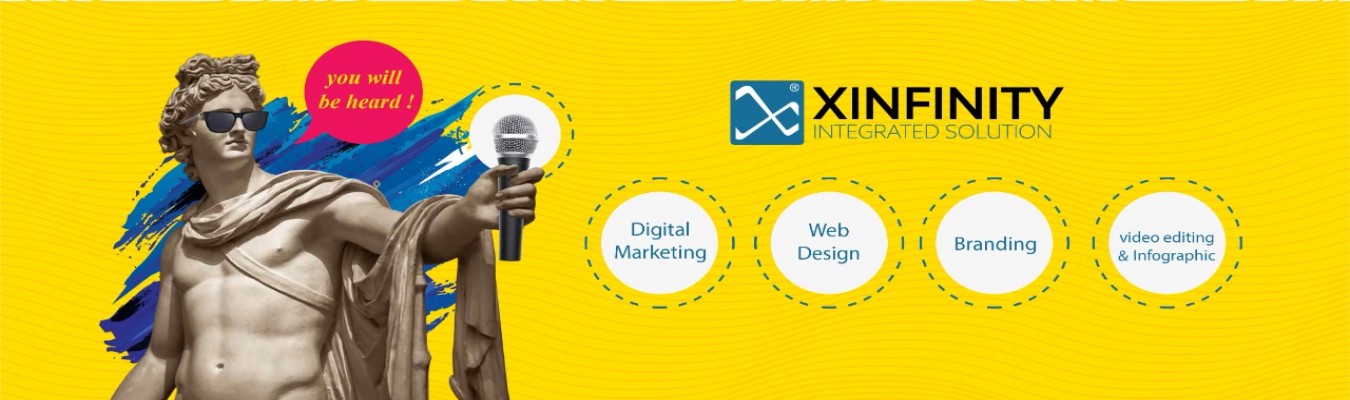 you will
be heard !
®
XINFINITY
INTEGRATED SOLUTION
Digital
Marketing
Web
Design
Branding
video editing
& Infographic